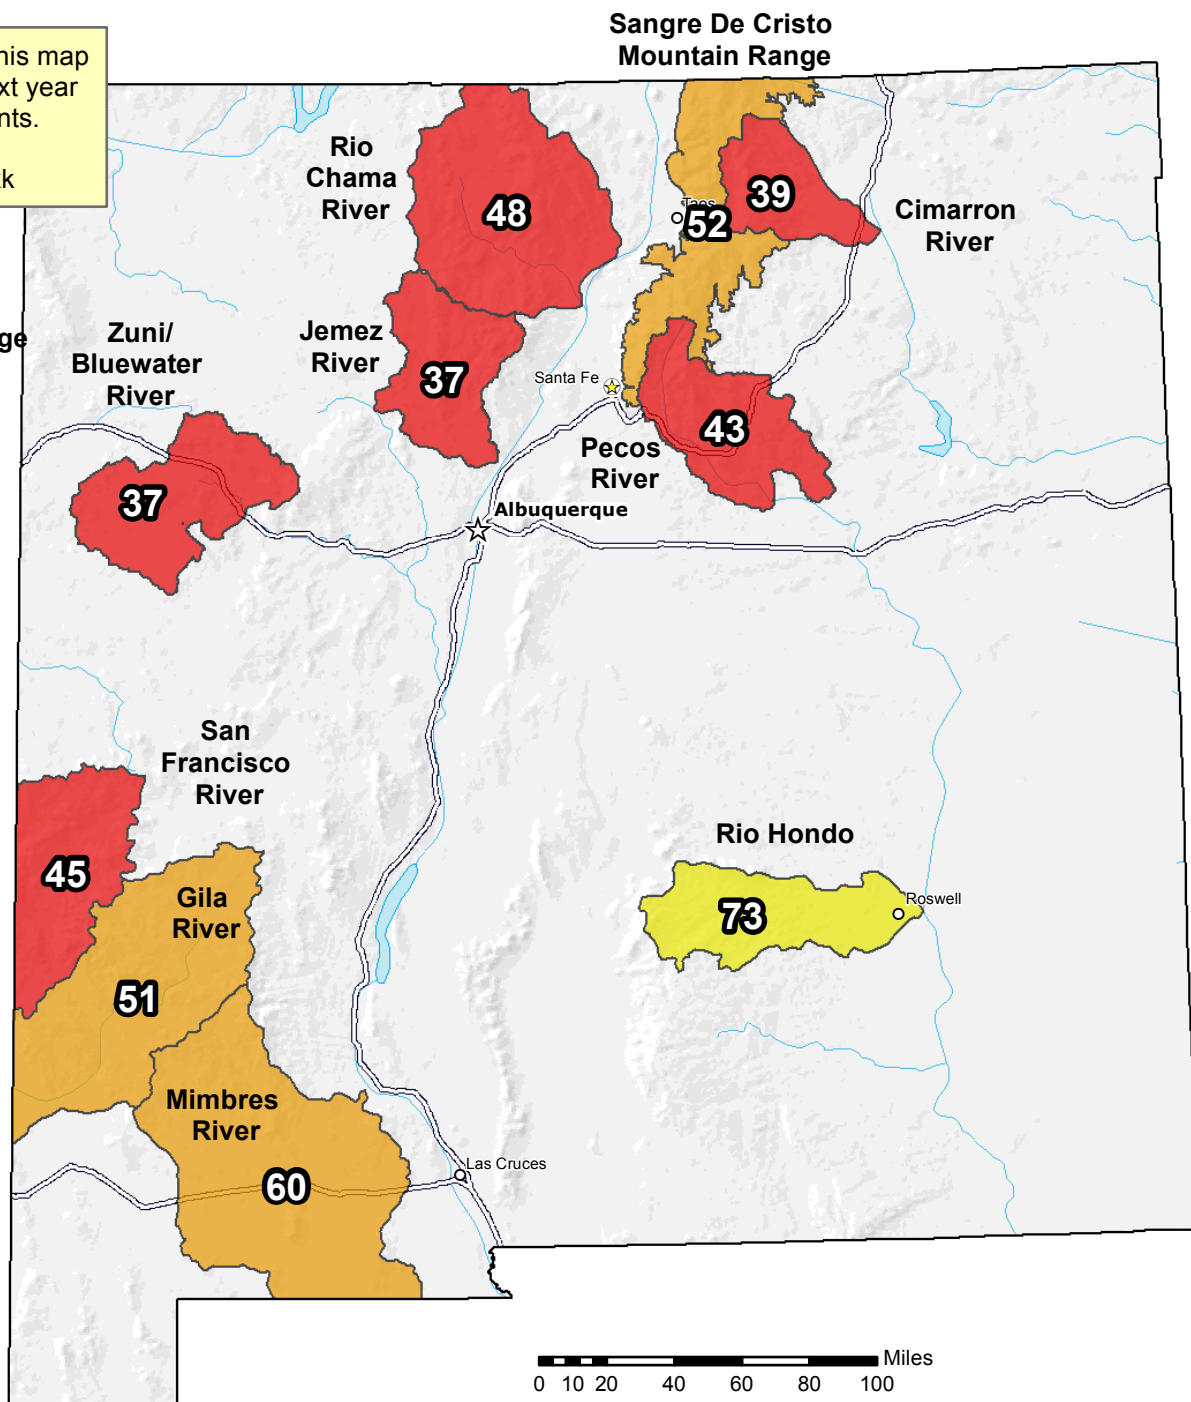 Sangre De Cristo
Mountain Range
his map
xt year
nts.
kk
Rio
Chama
River
48
39
Taos
52
Cimarron
River
ge
Zuni/
Bluewater
River
Jemez
River
37
Santa Fe
43
Pecos
River
37
Albuquerque
San
Francisco
River
45
Gila
River
51
Rio Hondo
73
Roswell
Mimbres
River
60
Las Cruces
Miles
0 10 20 40 60 80 100